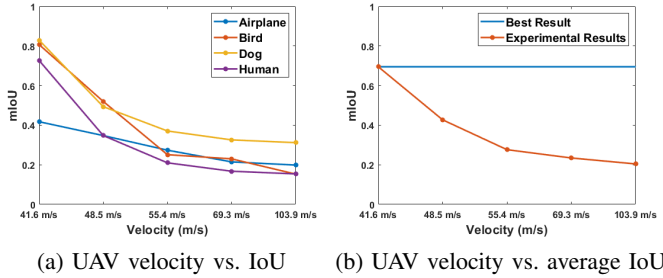 1
0.8
0.6
0.4
0.2
0
mIoU
Airplane
Bird
Dog
Human
41.6 m/s 48.5 m/s 55.4 m/s 69.3 m/s 103.9 m/s
Velocity (m/s)
(a) UAV velocity vs. IoU
1
0.8
0.6
0.4
0.2
0
mIoU
Best Result
Experimental Results
41.6 m/s 48.5 m/s 55.4 m/s 69.3 m/s 103.9 m/s
Velocity (m/s)
(b) UAV velocity vs. average IoU